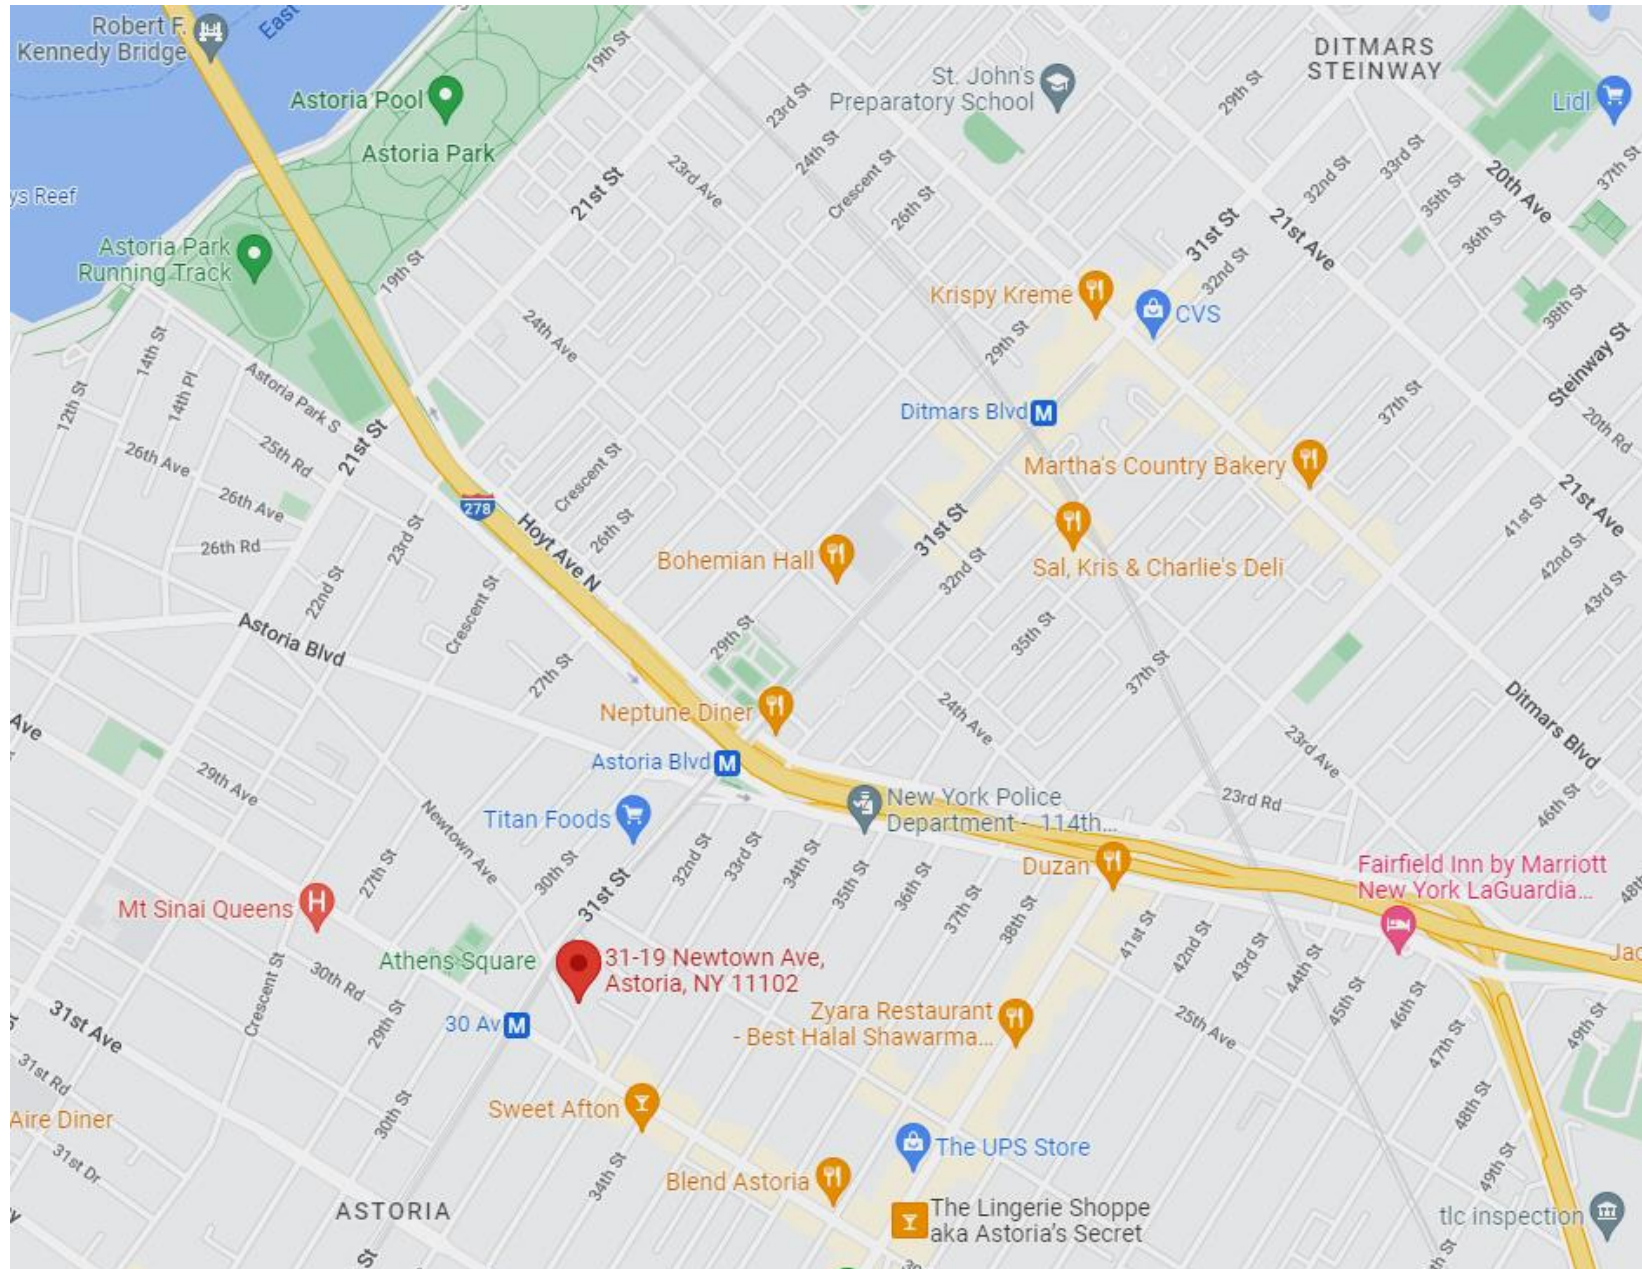 Robert F.
Kennedy Bridge
East
19th St
DITMARS
STEINWAY
Astoria Pool
St. John's
Preparatory School
29th St
Lidl
23rd St
Astoria Park
24th St
33rd St
37th St
ys Reef
21st St
23rd Ave
Crescent St
26th St
32nd St
35th St
20th Ave
31st St
21st Ave
36th St
Astoria Park
Running Track
19th St
32nd St
Krispy Kreme
CVS
38th St
14th St
24th Ave
29th St
Steinway St
12th St
14th Pl
Astoria Park S
Ditmars Blvd
M
37th St
20th Rd
21st St
25th Rd
26th Ave
Crescent St
Martha's Country Bakery
21st Ave
26th Ave
278
Hoyt Ave N
26th St
31st St
41st St
26th Rd
23rd St
Bohemian Hall
32nd St
Sal, Kris & Charlie's Deli
42nd St
22nd St
43rd St
Astoria Blvd
Crescent St
27th St
29th St
35th St
37th St
Neptune Diner
24th Ave
Ditmars Blvd
Ave
Astoria Blvd
M
23rd Ave
29th Ave
Titan Foods
New York Police
Department - 114th...
23rd Rd
46th St
Newtown Ave
32nd St
33rd St
34th St
Duzan
Fairfield Inn by Marriott
New York LaGuardia...
48th
27th St
30th St
31st St
35th St
36th St
37th St
38th St
Mt Sinai Queens
H
41st St
42nd St
43rd St
44th St
Jac
Athens Square
31-19 Newtown Ave,
Astoria, NY 11102
30th Rd
Crescent St
29th St
30 Av
M
Zyara Restaurant
- Best Halal Shawarma...
25th Ave
45th St
46th St
47th St
49th St
31st Ave
31st Rd
Aire Diner
30th St
Sweet Afton
48th St
31st Dr
The UPS Store
34th St
Blend Astoria
49th St
ASTORIA
The Lingerie Shoppe
aka Astoria's Secret
tlc inspection
St
th St